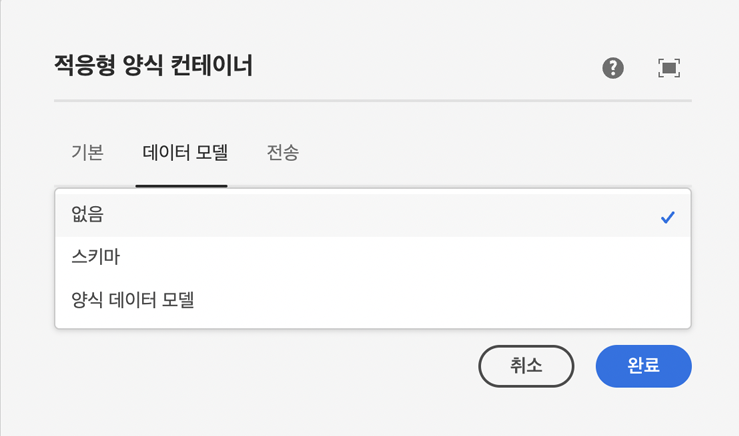 적응형 양식 컨테이너
기본 데이터 모델 전송
없음
스키마
양식 데이터 모델
취소 완료